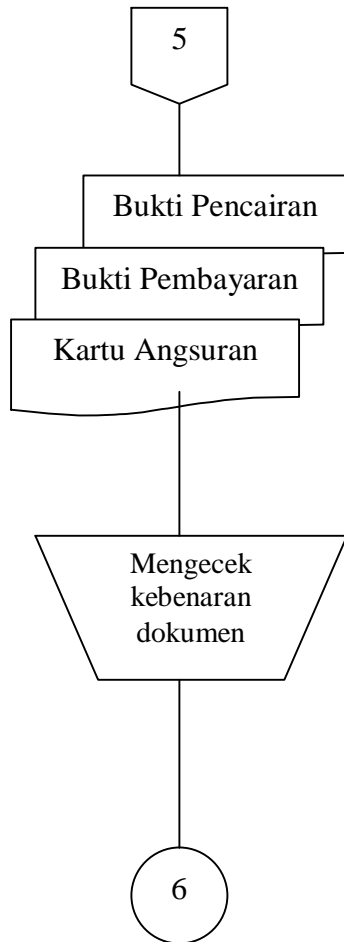 5
Bukti Pencairan
Bukti Pembayaran
Kartu Angsuran
Mengecek
kebenaran
dokumen
6